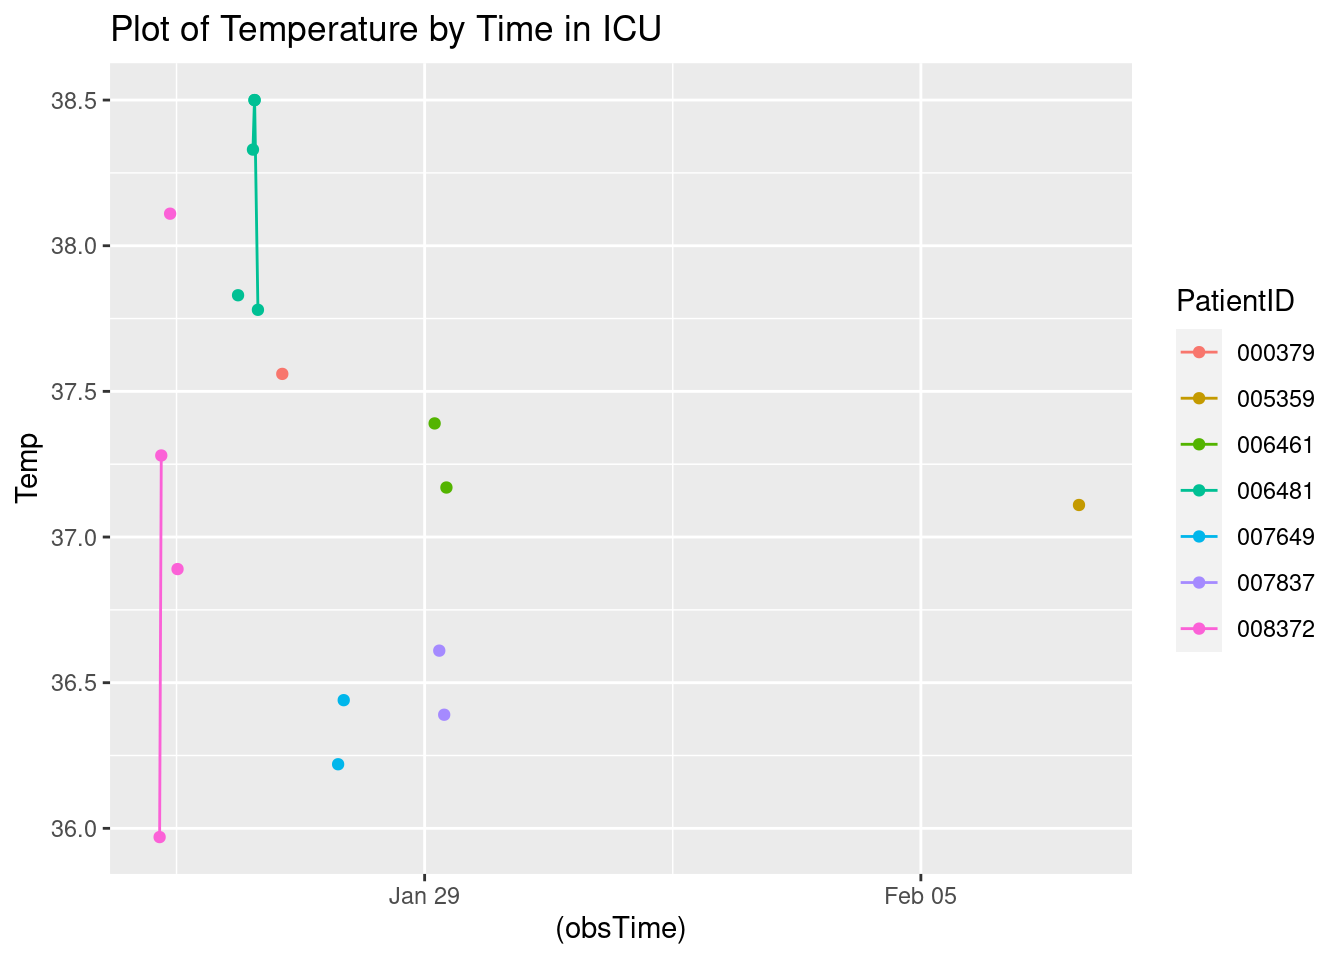 Plot of Temperature by Time in ICU
38.5
38.0
37.5
37.0
36.5
36.0
Temp
Jan 29
Feb 05
(obsTime)
PatientID
000379
005359
006461
006481
007649
007837
008372